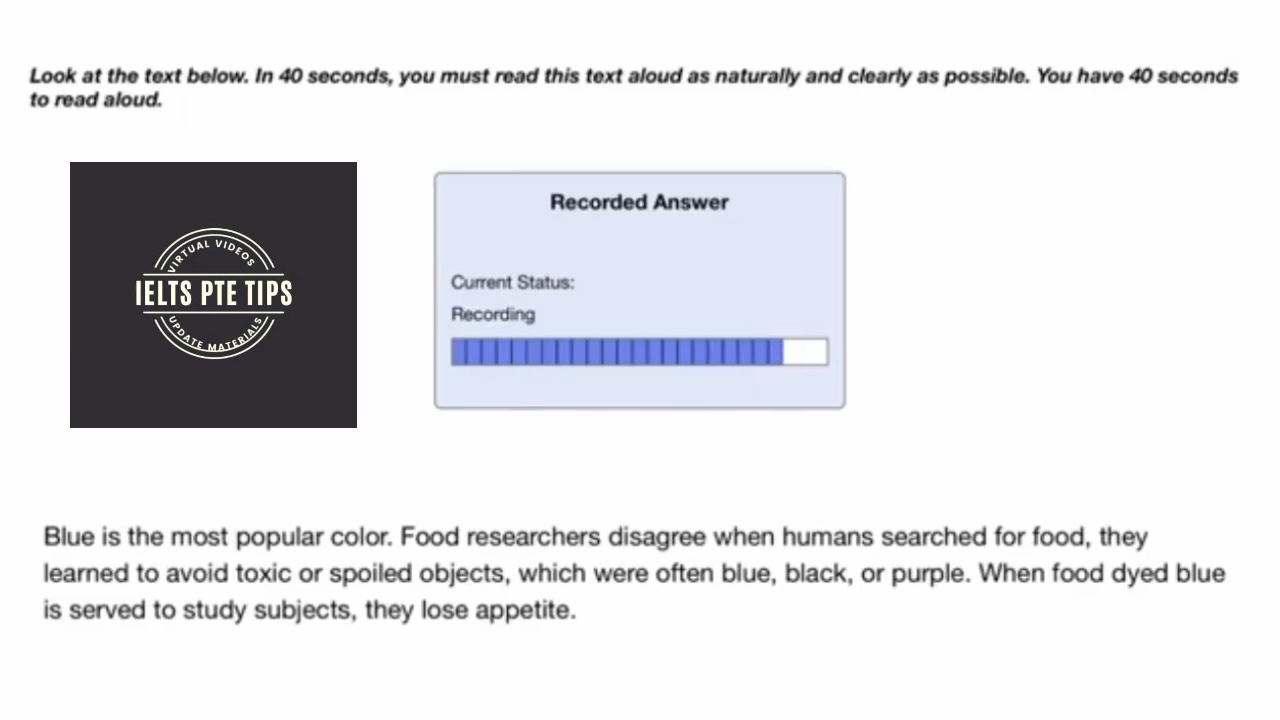 Look at the text below. In 40 seconds, you must read this text aloud as naturally and clearly as possible. You have 40 seconds
to read aloud.
VIRTUAL VIDEOS
IELTS PTE TIPS
UPDATE MATERIALS
Recorded Answer
Current Status:
Recording
Blue is the most popular color. Food researchers disagree when humans searched for food, they
learned to avoid toxic or spoiled objects, which were often blue, black, or purple. When food dyed blue
is served to study subjects, they lose appetite.